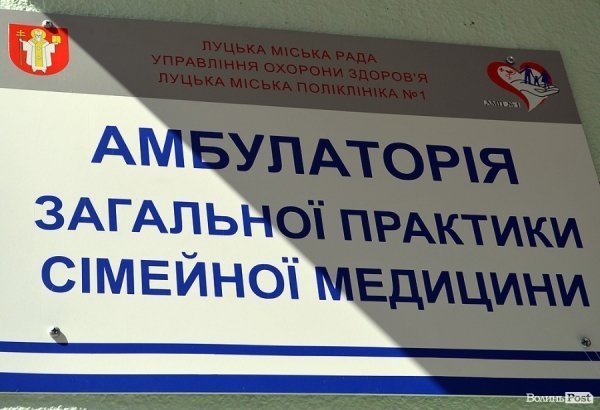 ЛУЦЬКА МІСЬКА РАДА
УПРАВЛІННЯ ОХОРОНИ ЗДОРОВ'Я
ЛУЦЬКА МІСЬКА ПОЛІКЛІНІКА №1
АМБУЛАТОРІЯ
ЗАГАЛЬНОЇ ПРАКТИКИ
СІМЕЙНОЇ МЕДИЦИНИ
ВолиньPost